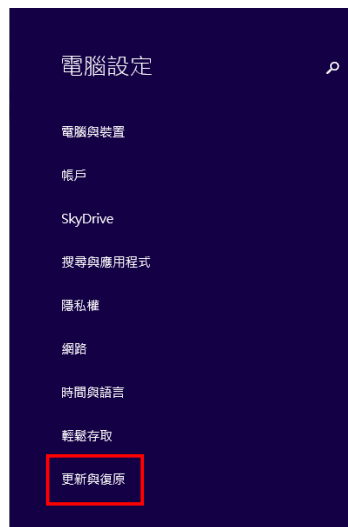 電腦設定
電腦與裝置
帳戶
SkyDrive
搜尋與應用程式
隱私權
網路
時間與語言
輕鬆存取
更新與復原